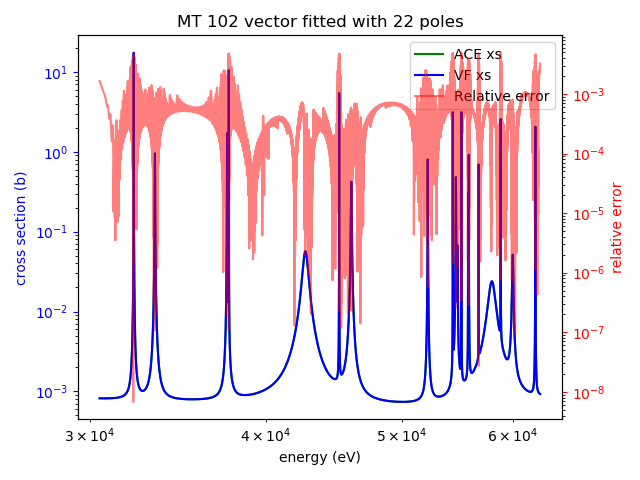 MT 102 vector fitted with 22 poles
ACE xs
VF xs
Relative error
cross section (b)
10¹
10⁰
10⁻¹
10⁻²
10⁻³
relative error
10⁻³
10⁻⁴
10⁻⁵
10⁻⁶
10⁻⁷
10⁻⁸
3 × 10⁴
4 × 10⁴
5 × 10⁴
6 × 10⁴
energy (eV)